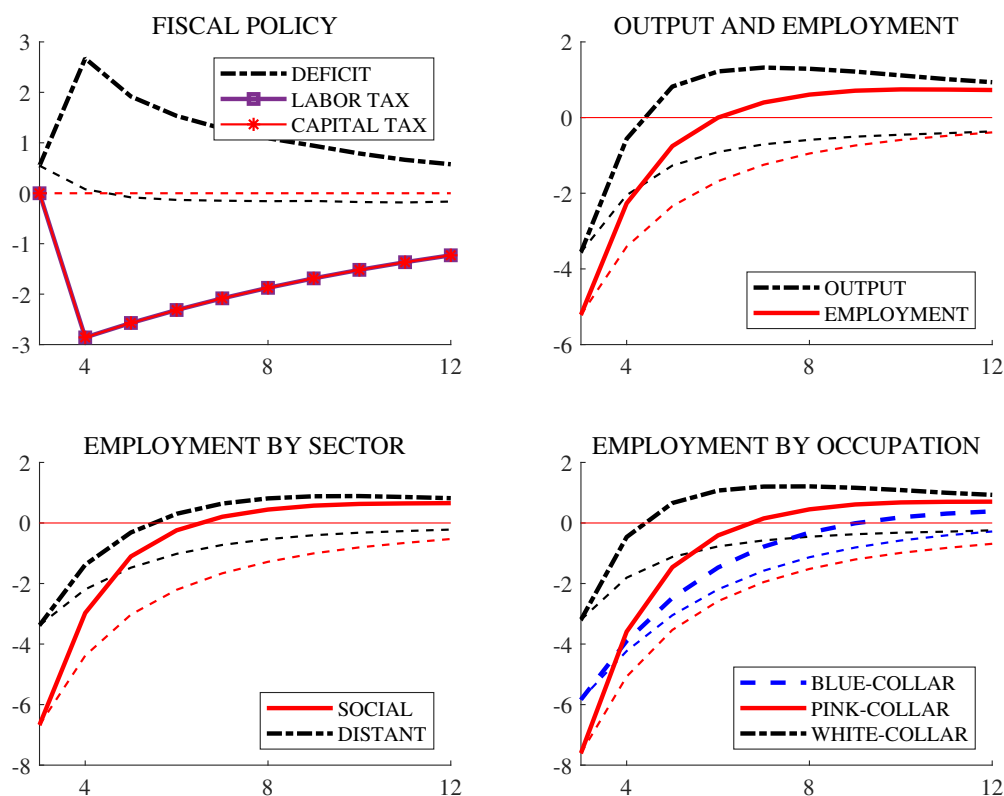 FISCAL POLICY
3
2
1
0
-1
-2
-3
4
8
12
DEFICIT
LABOR TAX
CAPITAL TAX
OUTPUT AND EMPLOYMENT
2
0
-2
-4
-6
4
8
12
OUTPUT
EMPLOYMENT
EMPLOYMENT BY SECTOR
2
0
-2
-4
-6
-8
4
8
12
SOCIAL
DISTANT
EMPLOYMENT BY OCCUPATION
2
0
-2
-4
-6
-8
4
8
12
BLUE-COLLAR
PINK-COLLAR
WHITE-COLLAR